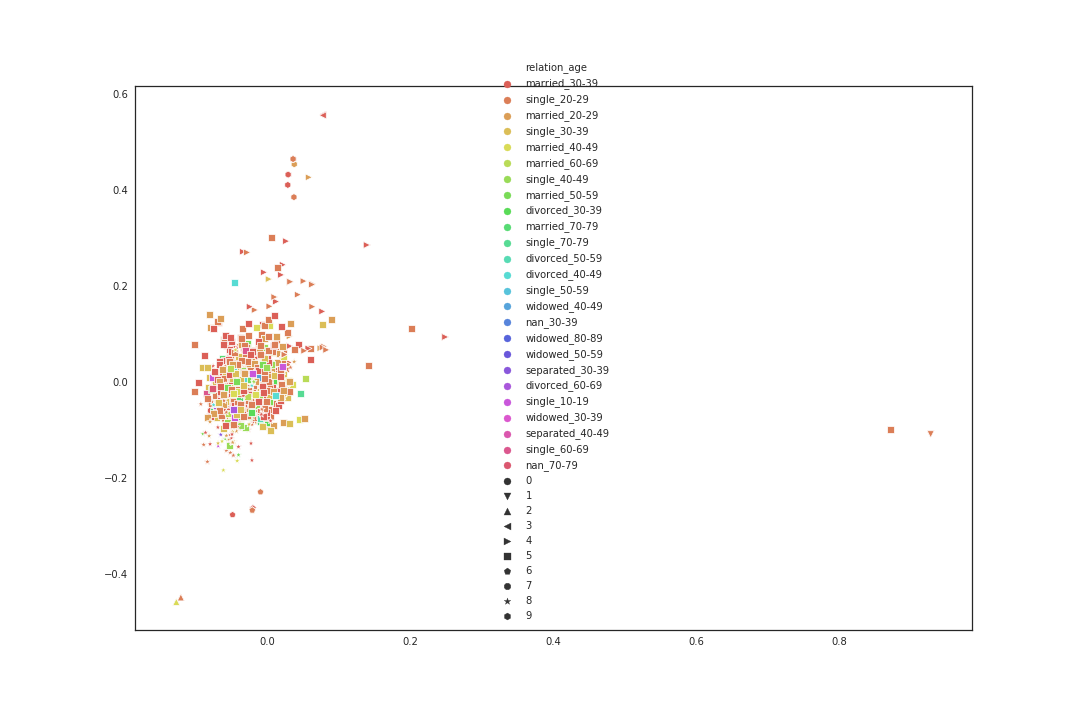 relation_age
married_30-39
single_20-29
married_20-29
single_30-39
married_40-49
married_60-69
single_40-49
married_50-59
divorced_30-39
married_70-79
single_70-79
divorced_50-59
divorced_40-49
single_50-59
widowed_40-49
nan_30-39
widowed_80-89
widowed_50-59
separated_30-39
divorced_60-69
single_10-19
widowed_30-39
separated_40-49
single_60-69
nan_70-79
0
1
2
3
4
5
6
7
8
9
0.6
0.4
0.2
0.0
−0.2
−0.4
0.0 0.2 0.4 0.6 0.8